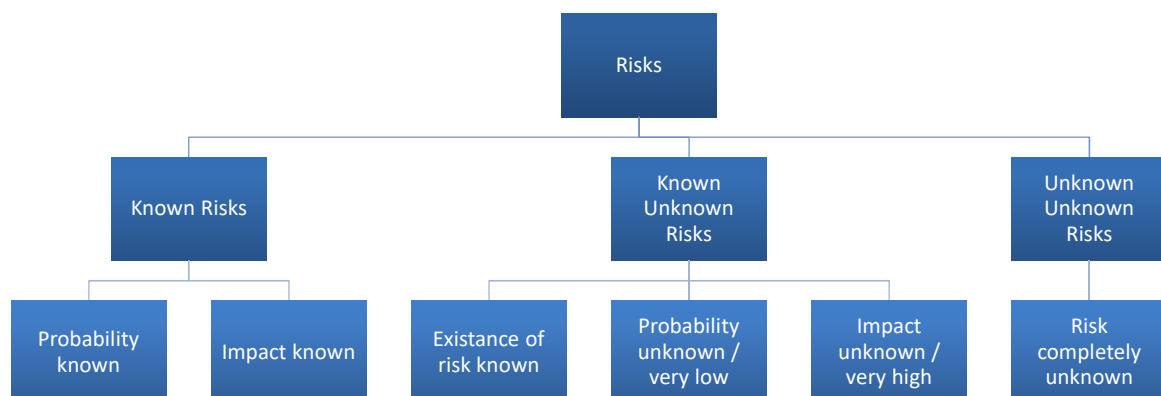 Risks
Known Risks
Known
Unknown
Risks
Unknown
Unknown
Risks
Probability
known
Impact known
Existance of
risk known
Probability
unknown /
very low
Impact
unknown /
very high
Risk
completely
unknown